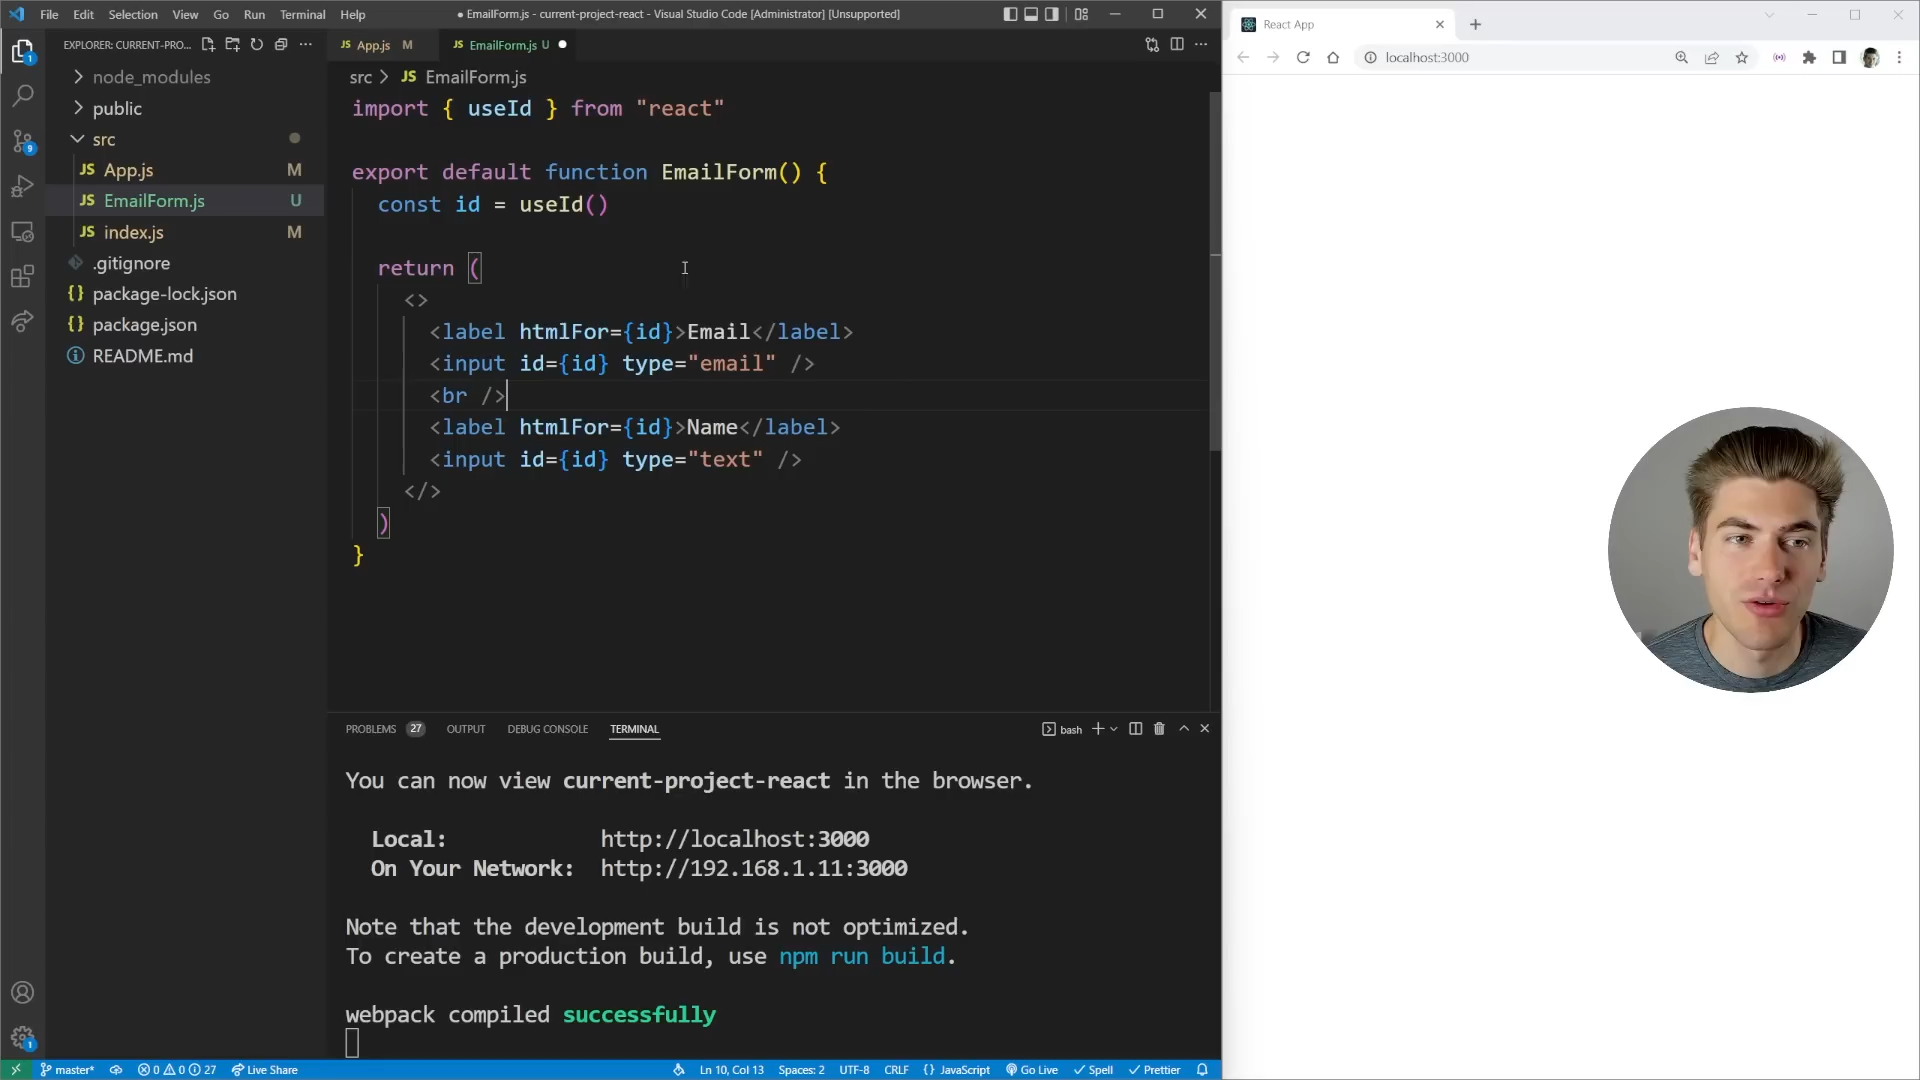 File Edit Selection View Go Run Terminal Help
● EmailForm.js - current-project-react - Visual Studio Code [Administrator] [Unsupported]
EXPLORER: CURRENT-PRO...
node_modules
public
src
JS App.js M
JS EmailForm.js U
JS index.js M
.gitignore
{} package-lock.json
{} package.json
README.md
JS App.js M
JS EmailForm.js U
src > JS EmailForm.js
import { useId } from "react"
export default function EmailForm() {
const id = useId()
return (
<>
<label htmlFor={id}>Email</label>
<input id={id} type="email" />
<br />
<label htmlFor={id}>Name</label>
<input id={id} type="text" />
</>
)
}
PROBLEMS 27 OUTPUT DEBUG CONSOLE TERMINAL
bash
You can now view current-project-react in the browser.
Local: http://localhost:3000
On Your Network: http://192.168.1.11:3000
Note that the development build is not optimized.
To create a production build, use npm run build.
webpack compiled successfully
master* 0 0 27 Live Share
Ln 10, Col 13 Spaces: 2 UTF-8 CRLF {} JavaScript Go Live Spell Prettier
React App
localhost:3000
1
9
1